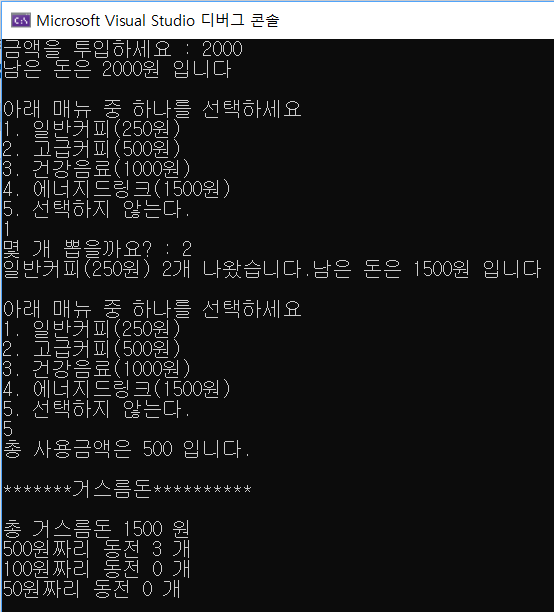 Microsoft Visual Studio 디버그 콘솔
금액을 투입하세요 : 2000
남은 돈은 2000원 입니다
아래 매뉴 중 하나를 선택하세요
1. 일반커피(250원)
2. 고급커피(500원)
3. 건강음료(1000원)
4. 에너지드링크(1500원)
5. 선택하지 않는다.
1
몇 개 뽑을까요? : 2
일반커피(250원) 2개 나왔습니다.남은 돈은 1500원 입니다
아래 매뉴 중 하나를 선택하세요
1. 일반커피(250원)
2. 고급커피(500원)
3. 건강음료(1000원)
4. 에너지드링크(1500원)
5. 선택하지 않는다.
5
총 사용금액은 500 입니다.
*******거스름돈**********
총 거스름돈 1500 원
500원짜리 동전 3 개
100원짜리 동전 0 개
50원짜리 동전 0 개